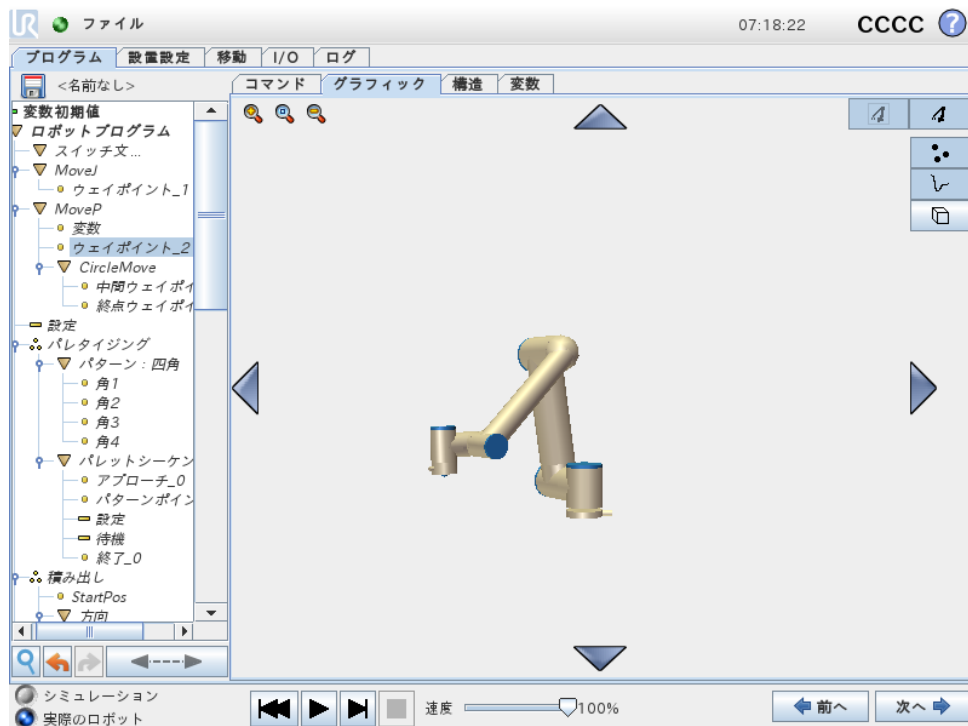 UR ファイル 07:18:22 CCCC ?
プログラム 設置設定 移動 I/O ログ
<名前なし> コマンド グラフィック 構造 変数
変数初期値
ロボットプログラム
スイッチ文...
MoveJ
ウェイポイント_1
MoveP
変数
ウェイポイント_2
CircleMove
中間ウェイポイ
終点ウェイポイ
設定
パレタイジング
パターン：四角
角1
角2
角3
角4
パレットシーケン
アプローチ_0
パターンポイン
設定
待機
終了_0
積み出し
StartPos
方向
シミュレーション
実際のロボット
速度 100%
前へ 次へ